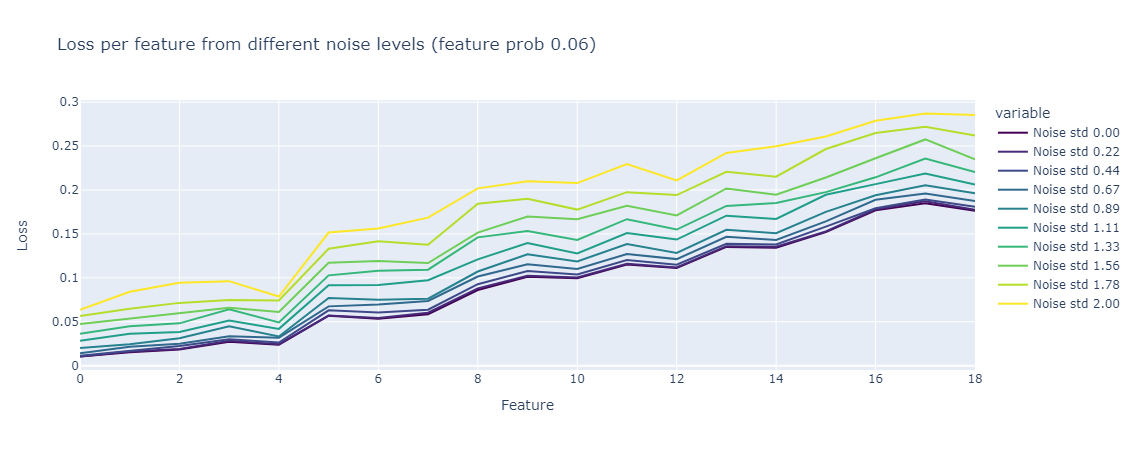 Loss per feature from different noise levels (feature prob 0.06)
0.3
0.25
0.2
0.15
0.1
0.05
0
Loss
0 2 4 6 8 10 12 14 16 18
Feature
variable
Noise std 0.00
Noise std 0.22
Noise std 0.44
Noise std 0.67
Noise std 0.89
Noise std 1.11
Noise std 1.33
Noise std 1.56
Noise std 1.78
Noise std 2.00